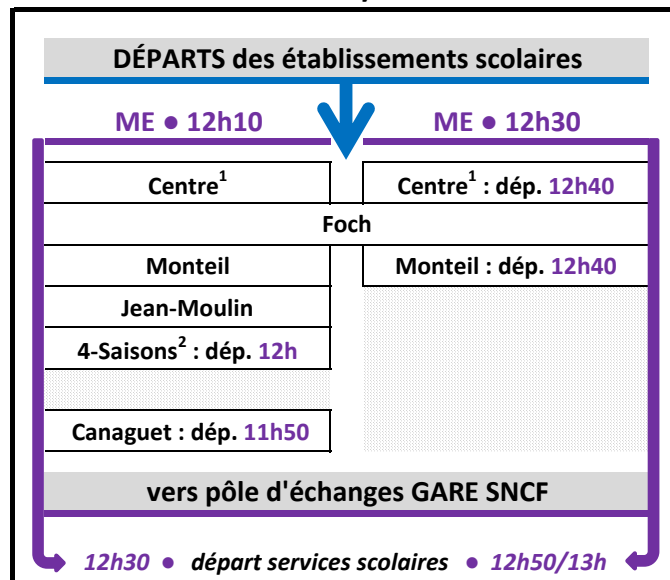 DÉPARTS des établissements scolaires
ME ● 12h10 ME ● 12h30
Centre¹ Centre¹ : dép. 12h40
Foch
Monteil Monteil : dép. 12h40
Jean-Moulin
4-Saisons² : dép. 12h
Canaguet : dép. 11h50
vers pôle d'échanges GARE SNCF
12h30 ● départ services scolaires ● 12h50/13h